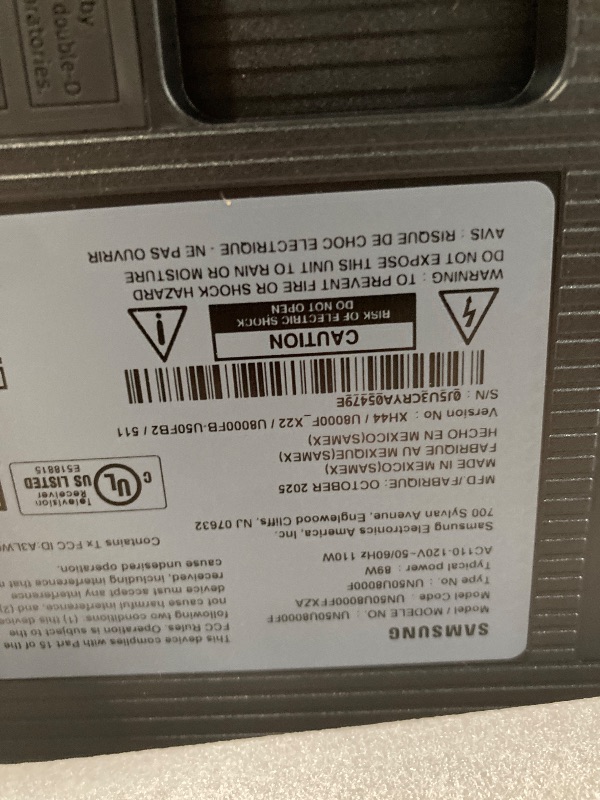 SAMSUNG
Model / MODELE NO. : UN50U8000FF
Model Code : UN50U8000FFXZA
Type No. : UN50U8000F
Typical power : 89W
AC110-120V~50/60Hz 110W
Samsung Electronics America, Inc.
700 Sylvan Avenue, Englewood Cliffs, NJ 07632
MFD./FABRIQUE: OCTOBER 2025
MADE IN MEXICO(SAMEX)
FABRIQUE AU MEXIQUE(SAMEX)
HECHO EN MEXICO(SAMEX)
Version No : XH44 / U8000F_X22 / U8000FB-U50FB2 / 511
S/N : 0J5U3CRYA05479E
CAUTION
RISK OF ELECTRIC SHOCK
DO NOT OPEN
WARNING : TO PREVENT FIRE OR SHOCK HAZARD
DO NOT EXPOSE THIS UNIT TO RAIN OR MOISTURE
AVIS : RISQUE DE CHOC ELECTRIQUE - NE PAS OUVRIR
This device complies with Part 15 of the
FCC Rules. Operation is subject to the
following two conditions: (1) this device
not cause harmful interference, and (2)
device must accept any interference
received, including interference that
cause undesired operation.
Contains Tx FCC ID: A3LW
Television
Receiver
C UL US LISTED
E518815
by
double-D
ratories